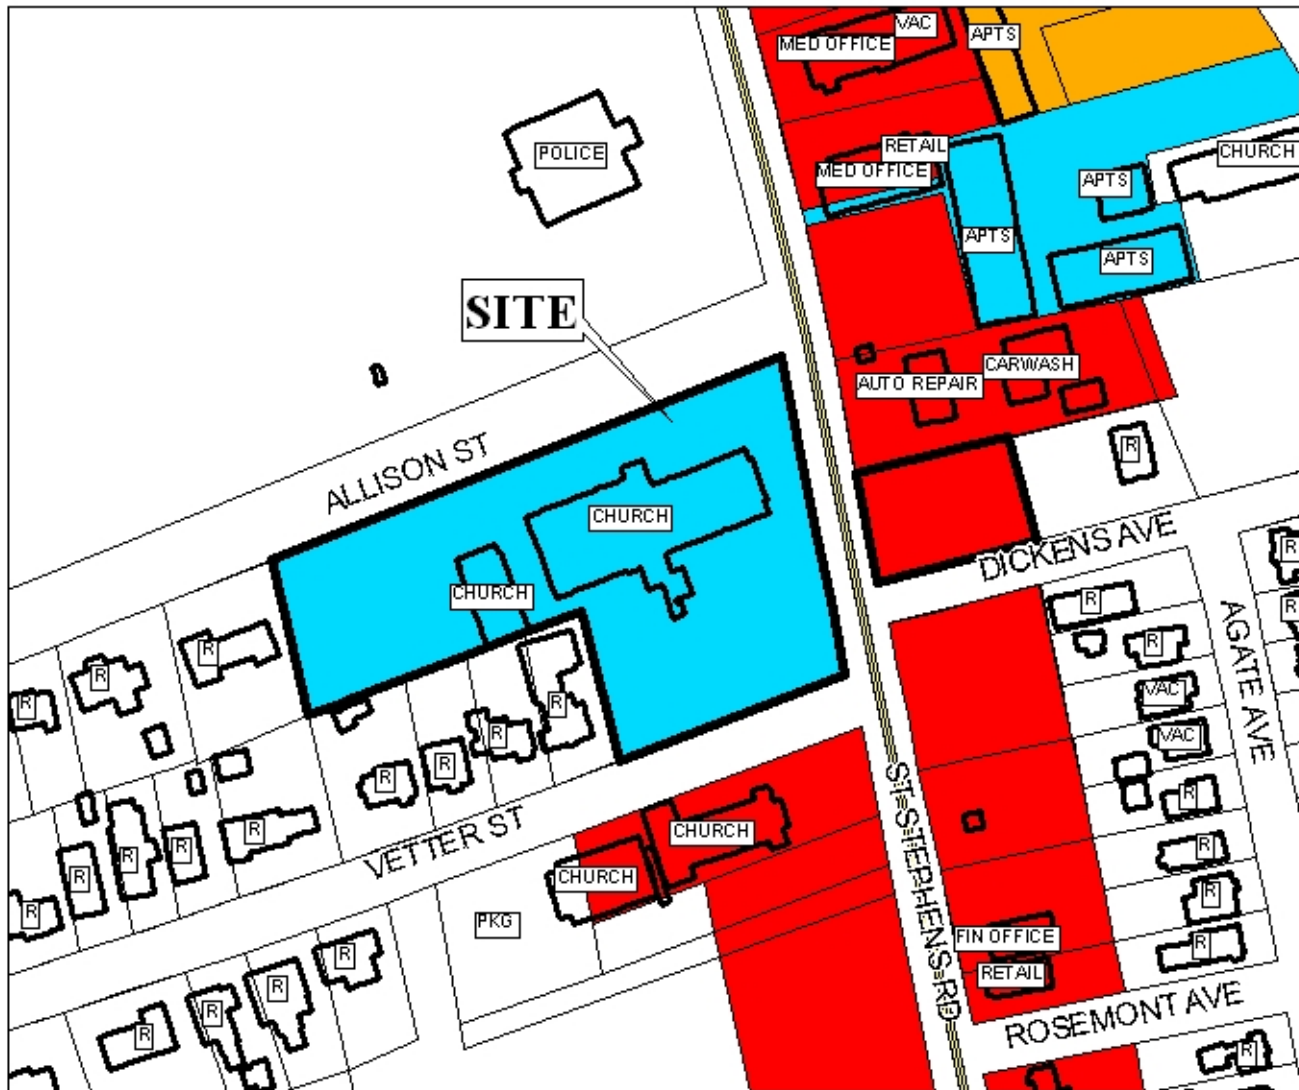 VAC
APTS
MED OFFICE
RETAIL
POLICE
CHURCH
MED OFFICE
APTS
APTS
APTS
SITE
CARWASH
AUTO REPAIR
ALLISON ST
R
CHURCH
DICKENS AVE
R
CHURCH
R
R
AGATE AVE
R
R
R
VAC
R
R
R
VAC
R
R
R
ST STEPHENS RD
R
VETTER ST
R
CHURCH
R
R
R
R
CHURCH
R
R
PKG
FIN OFFICE
R
R
RETAIL
R
R
ROSEMONT AVE
R
R